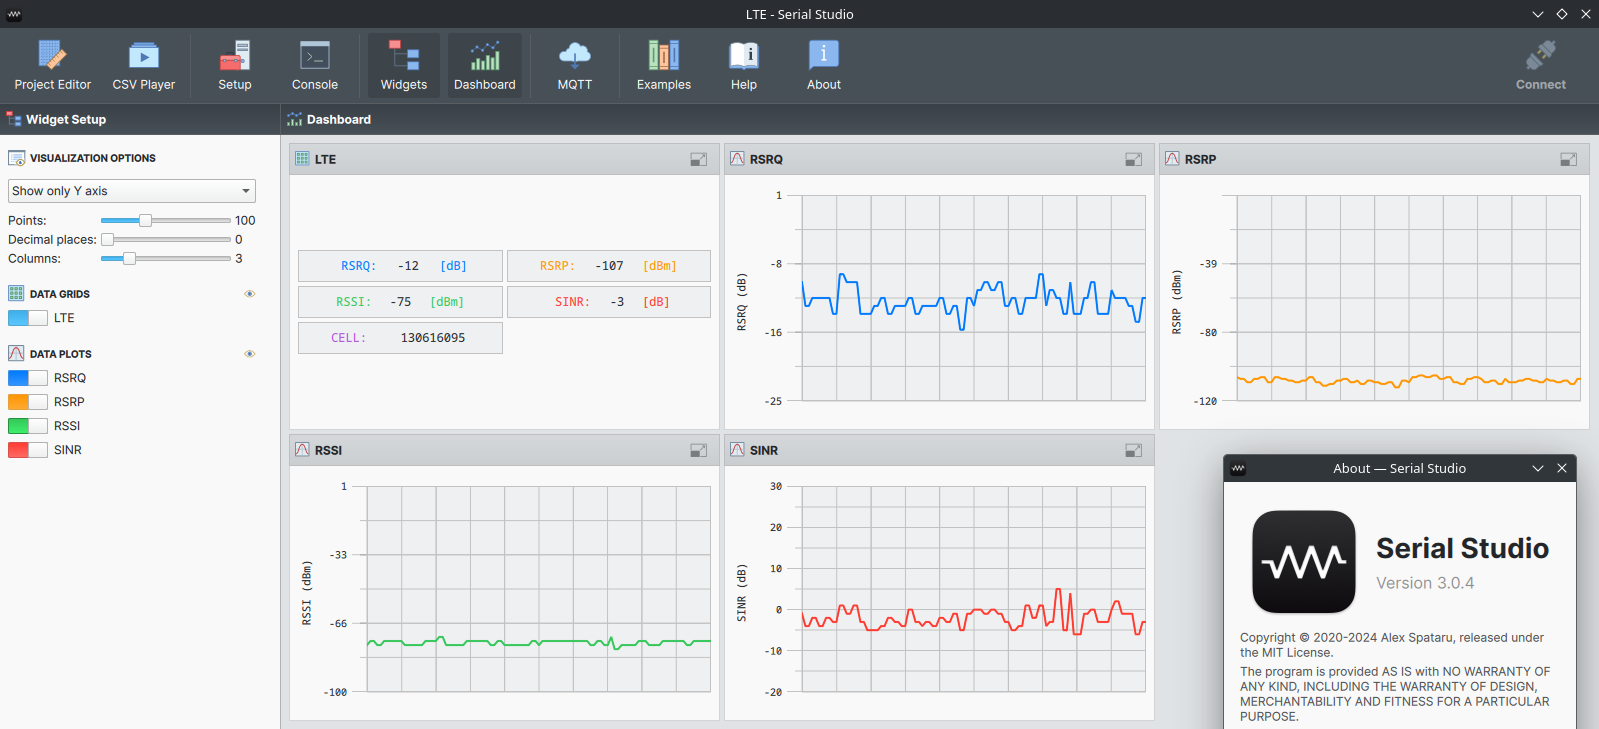 LTE - Serial Studio
Project Editor
CSV Player
Setup
Console
Widgets
Dashboard
MQTT
Examples
Help
About
Connect
Widget Setup
Dashboard
VISUALIZATION OPTIONS
Show only Y axis
Points: 100
Decimal places: 0
Columns: 3
DATA GRIDS
LTE
DATA PLOTS
RSRQ
RSRP
RSSI
SINR
LTE
RSRQ: -12 [dB]
RSRP: -107 [dBm]
RSSI: -75 [dBm]
SINR: -3 [dB]
CELL: 130616095
RSRQ
RSRQ (dB)
1
-8
-16
-25
RSRP
RSRP (dBm)
-39
-80
-120
RSSI
RSSI (dBm)
1
-33
-66
-100
SINR
SINR (dB)
30
20
10
0
-10
-20
About — Serial Studio
Serial Studio
Version 3.0.4
Copyright © 2020-2024 Alex Spataru, released under
the MIT License.
The program is provided AS IS with NO WARRANTY OF
ANY KIND, INCLUDING THE WARRANTY OF DESIGN,
MERCHANTABILITY AND FITNESS FOR A PARTICULAR
PURPOSE.